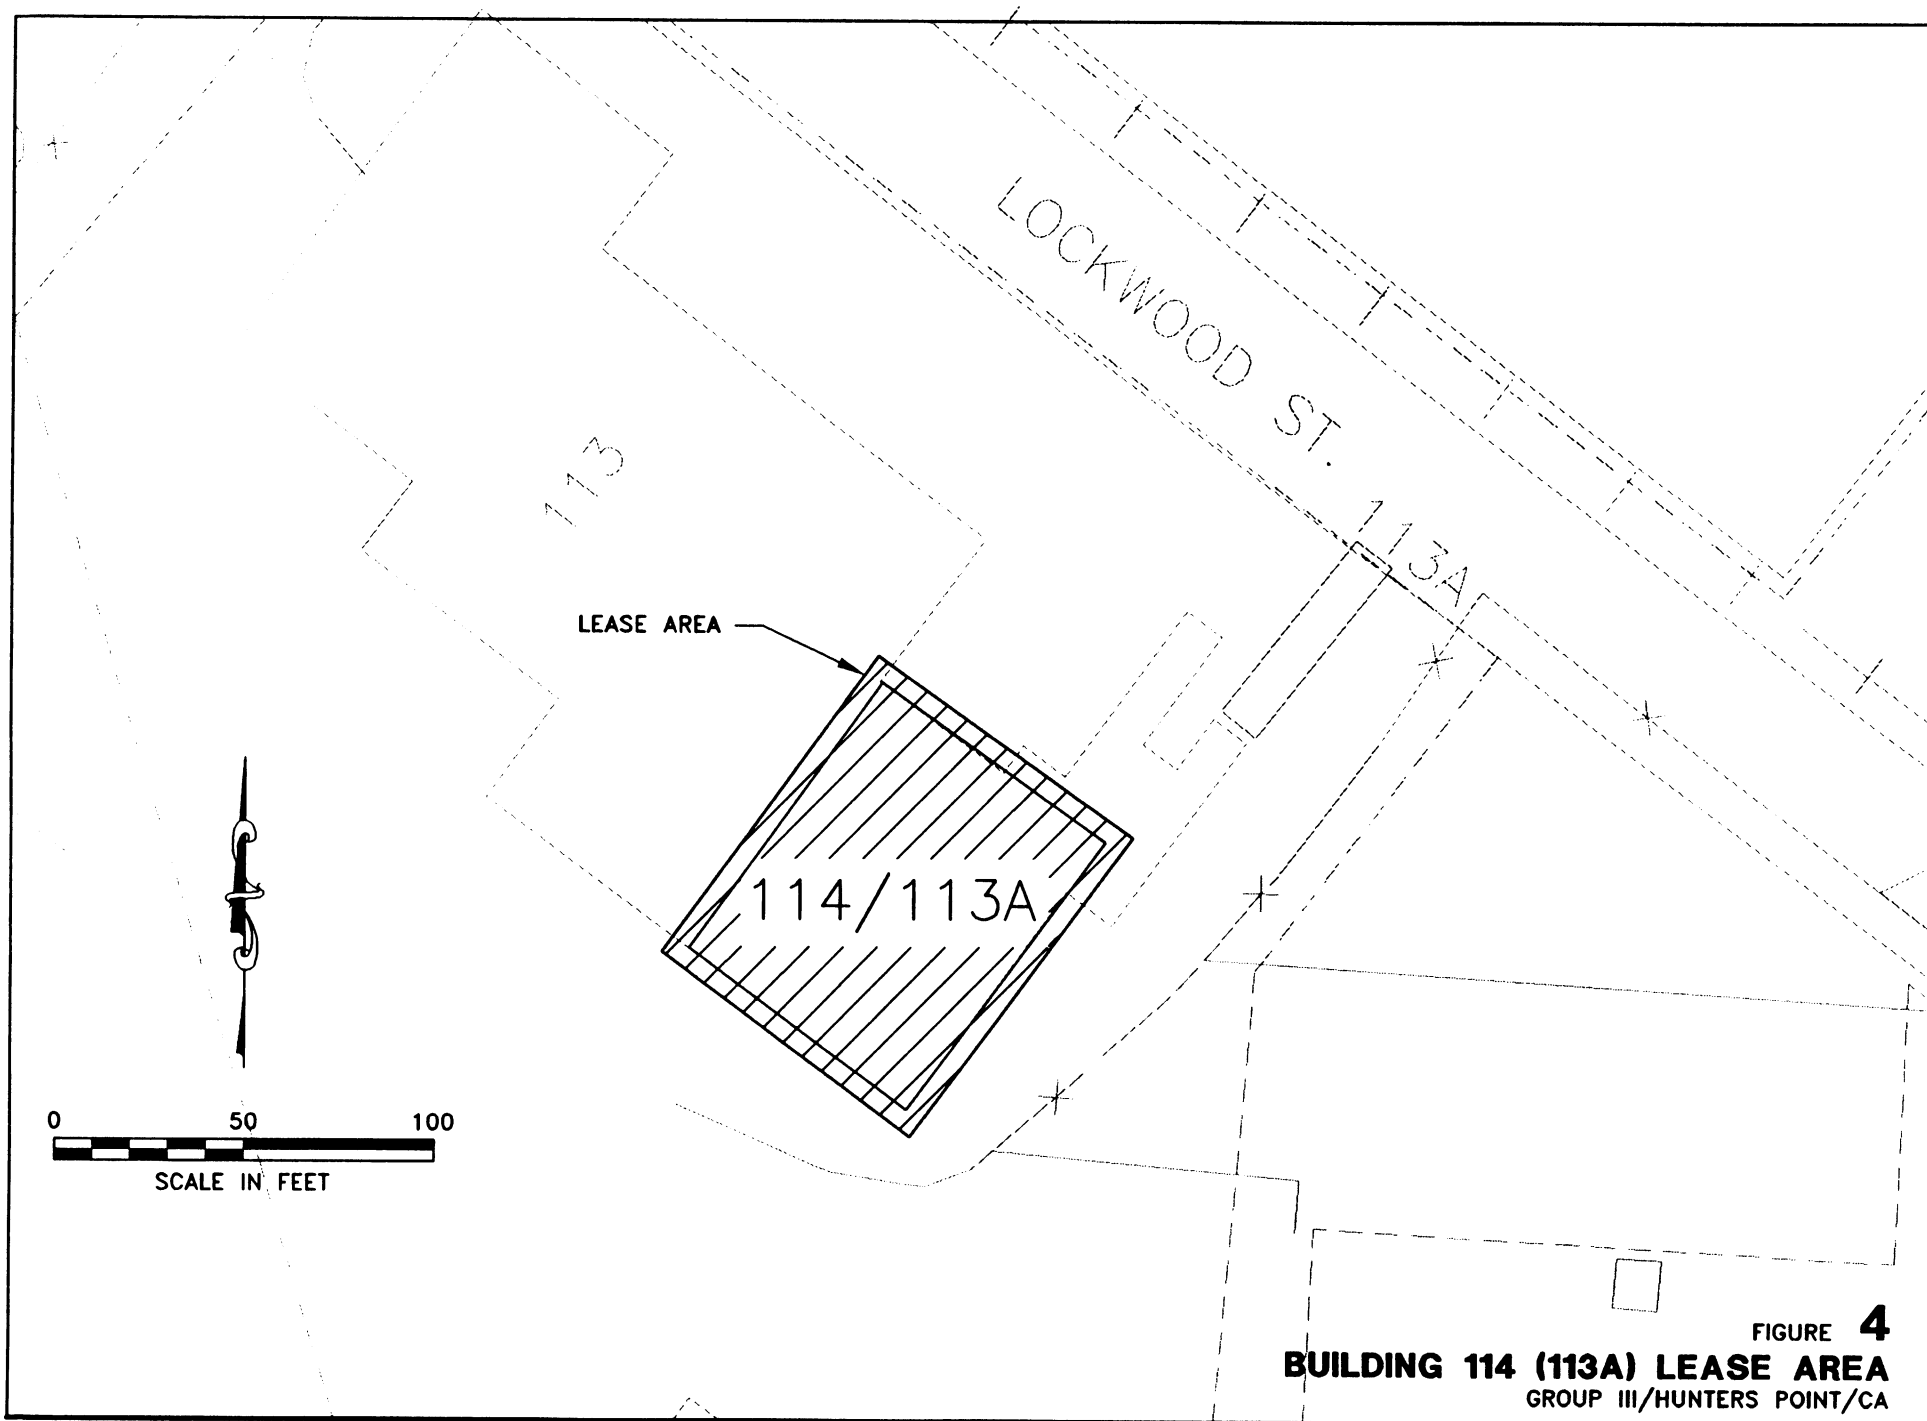 LOCKWOOD ST.
113
113A
LEASE AREA
114/113A
0 50 100
SCALE IN FEET
FIGURE 4
BUILDING 114 (113A) LEASE AREA
GROUP III/HUNTERS POINT/CA